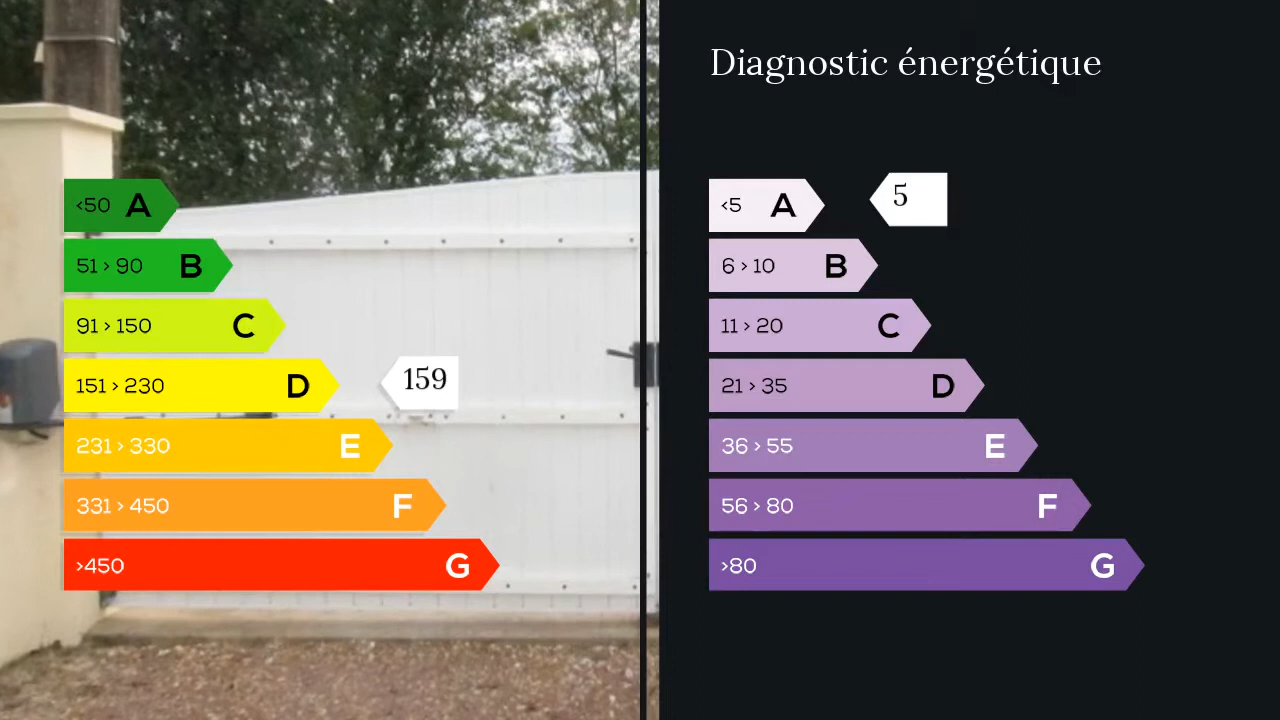 Diagnostic énergétique
<50 A
51 > 90 B
91 > 150 C
151 > 230 D
159
231 > 330 E
331 > 450 F
>450 G
<5 A
5
6 > 10 B
11 > 20 C
21 > 35 D
36 > 55 E
56 > 80 F
>80 G